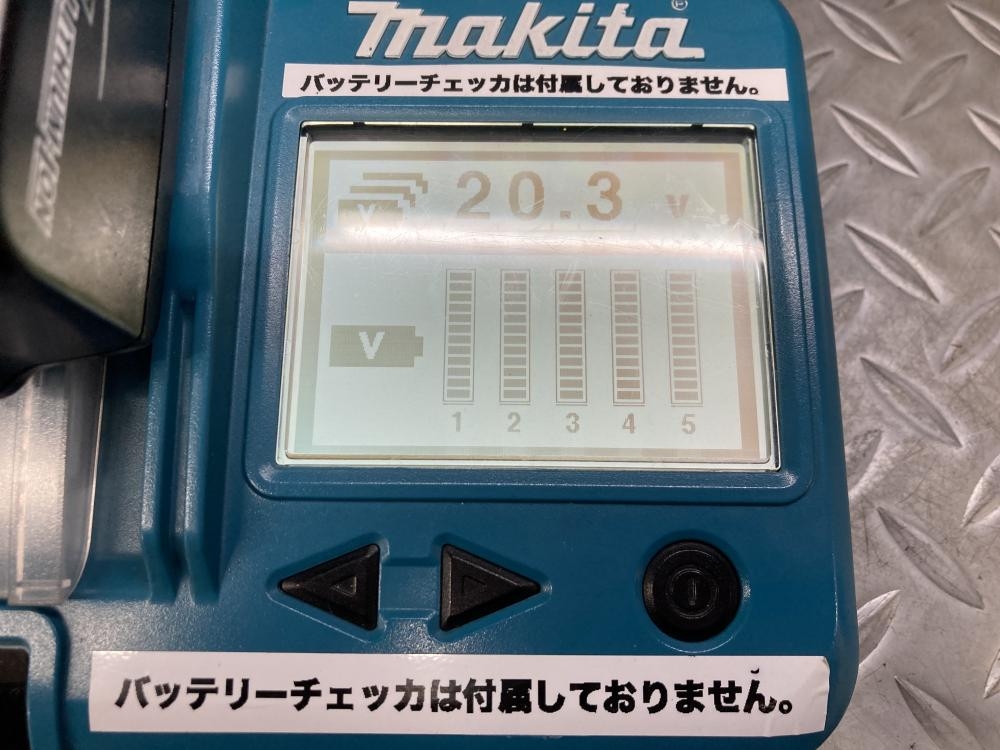 makita®
バッテリーチェッカは付属しておりません。
V 20.3 V
V
1 2 3 4 5
バッテリーチェッカは付属しておりません。